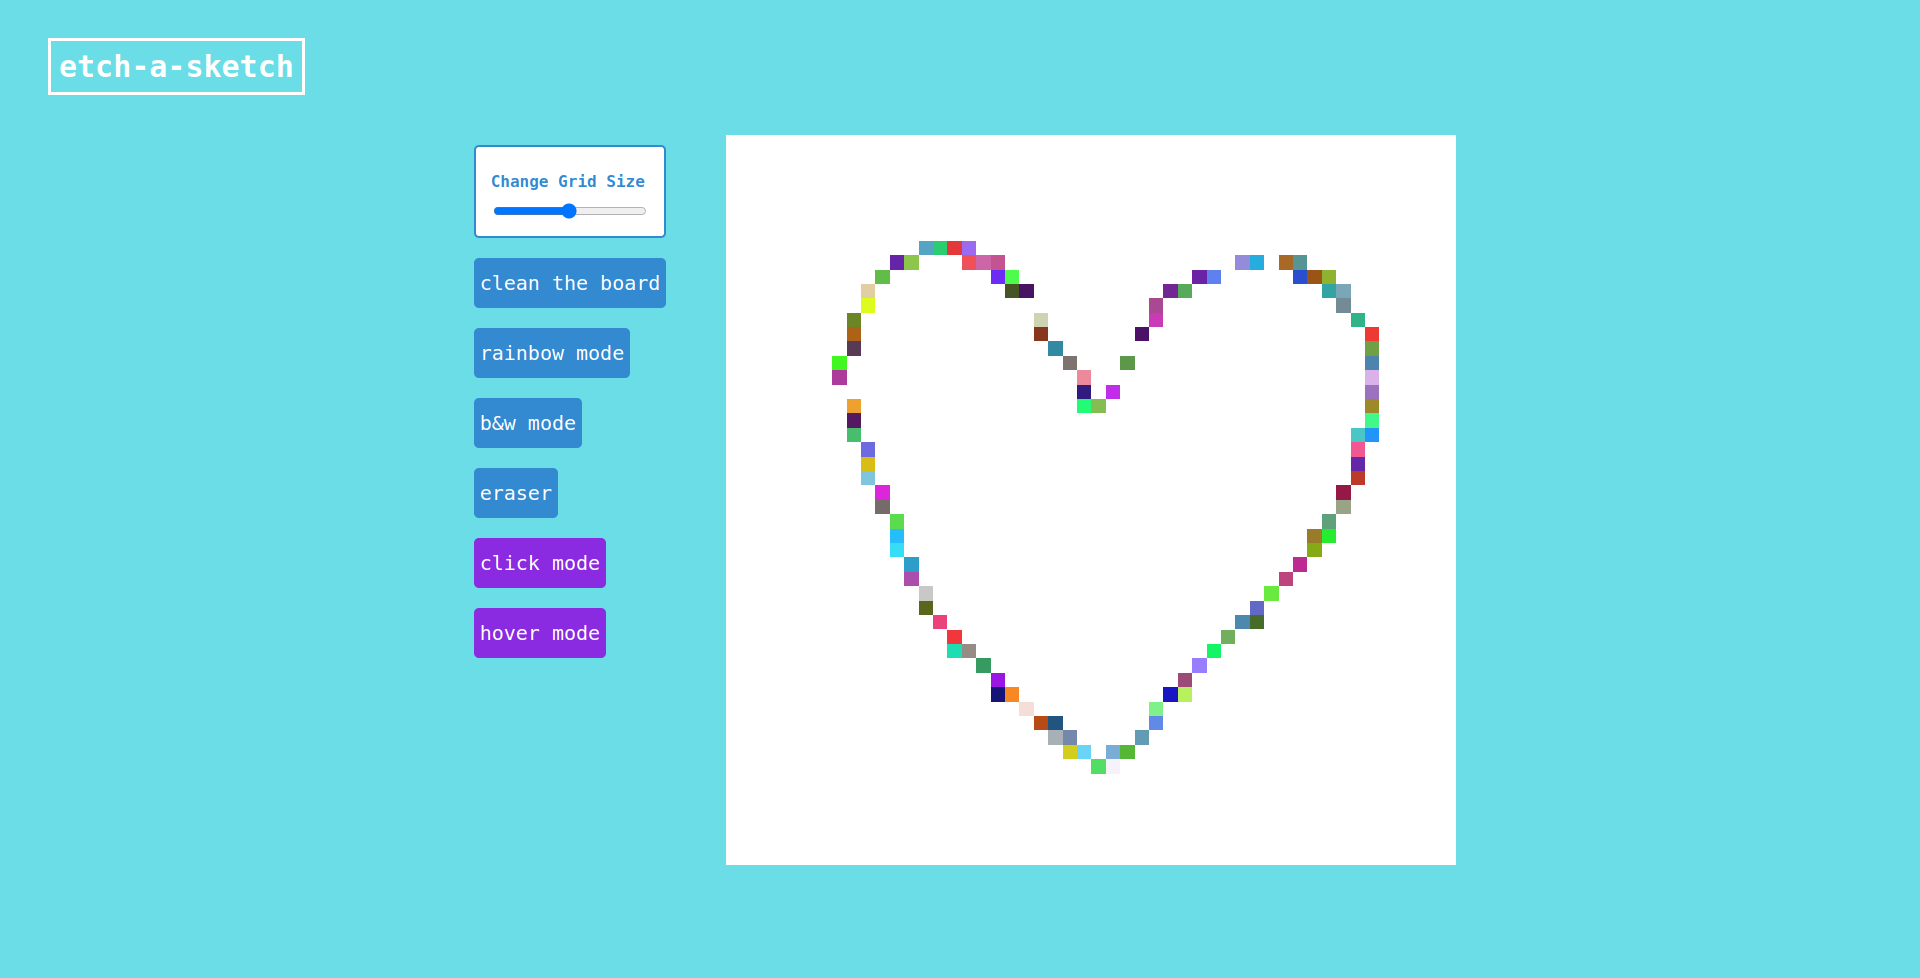 etch-a-sketch
Change Grid Size
clean the board
rainbow mode
b&w mode
eraser
click mode
hover mode